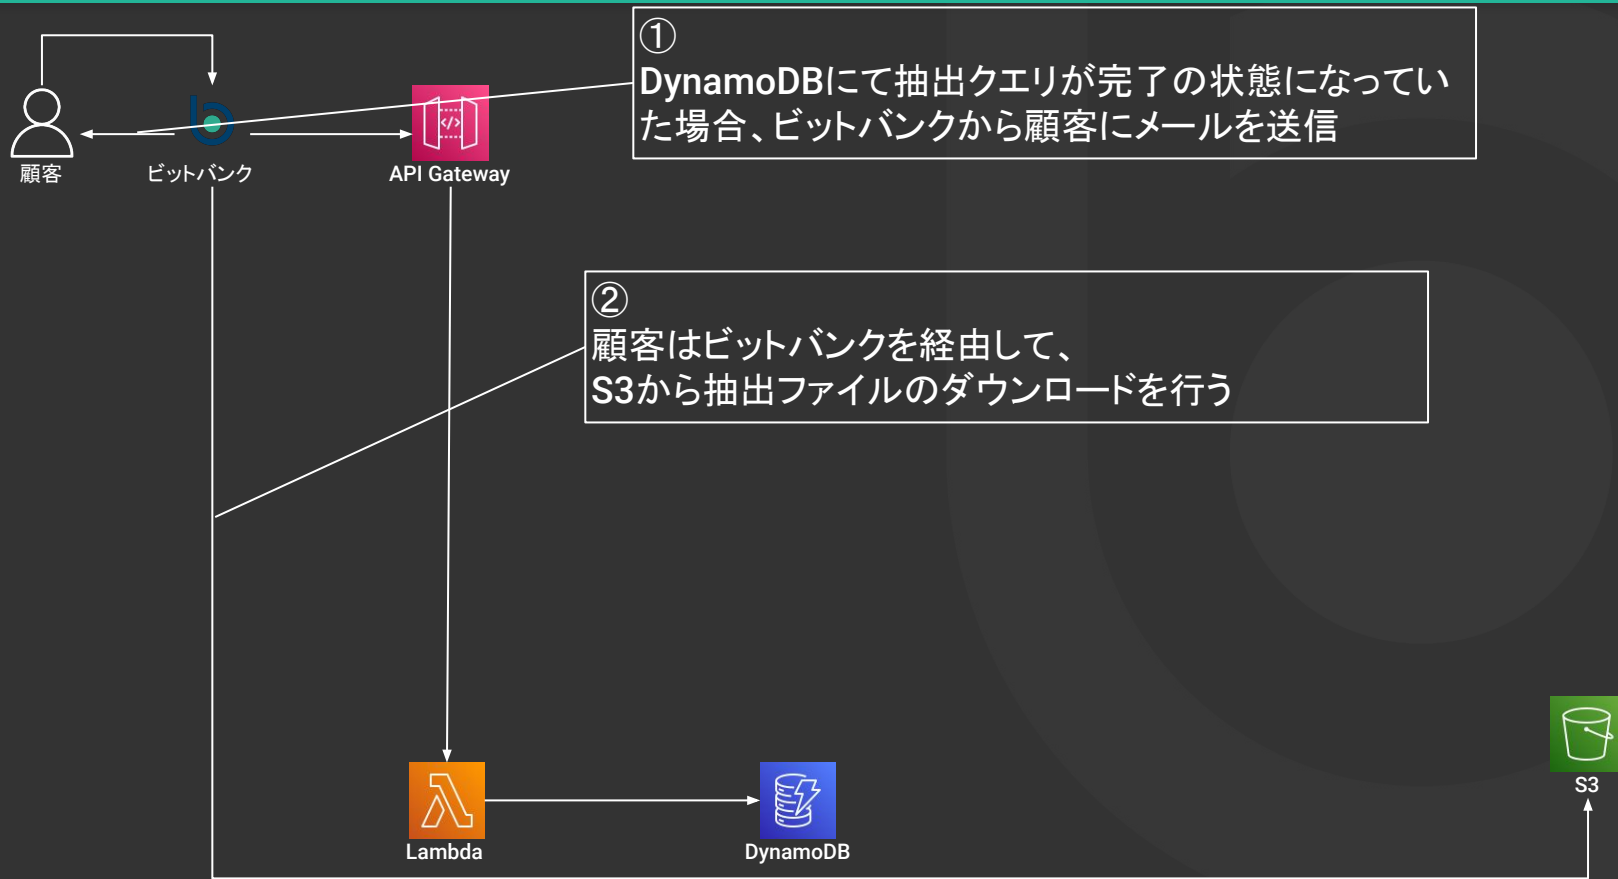 ①
DynamoDBにて抽出クエリが完了の状態になってい
た場合、ビットバンクから顧客にメールを送信
顧客
ビットバンク
API Gateway
②
顧客はビットバンクを経由して、
S3から抽出ファイルのダウンロードを行う
S3
Lambda
DynamoDB